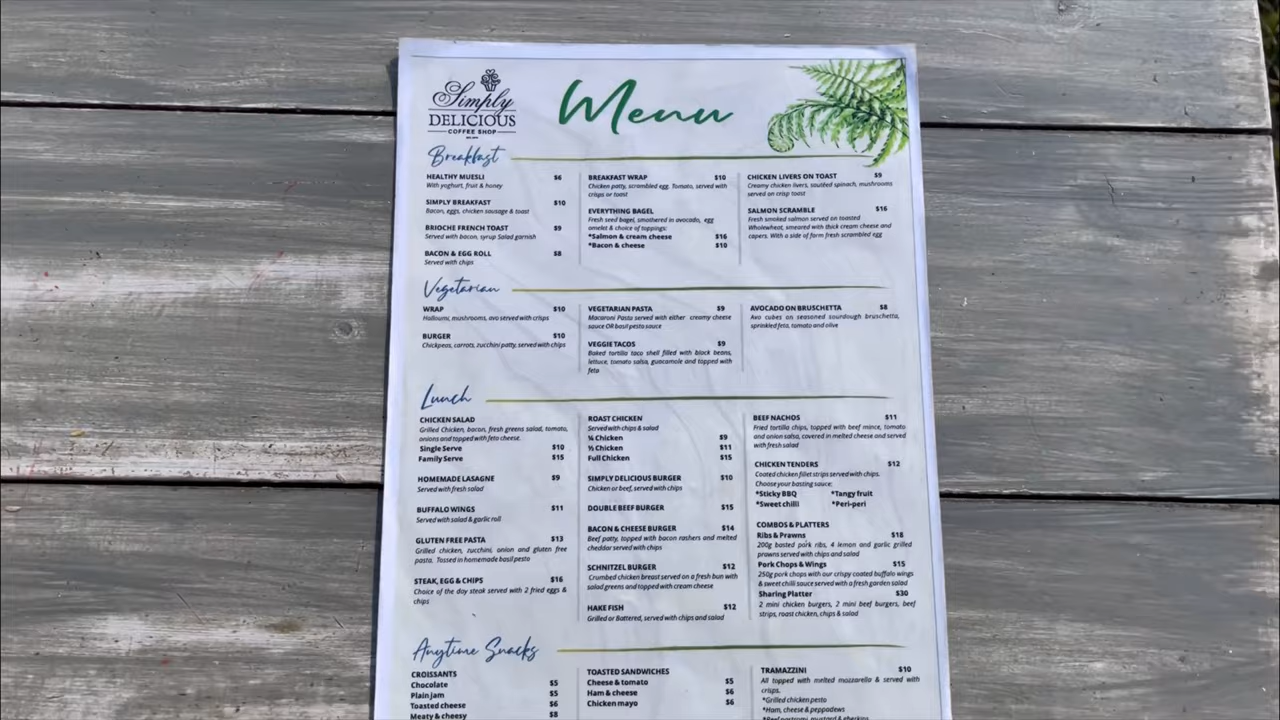 Simply
DELICIOUS
COFFEE SHOP
Menu
Breakfast
HEALTHY MUESLI $6
With yoghurt, fruit & honey
SIMPLY BREAKFAST $10
Bacon, eggs, chicken sausage & toast
BRIOCHE FRENCH TOAST $9
Served with bacon, syrup Salad garnish
BACON & EGG ROLL $8
Served with chips
BREAKFAST WRAP $10
Chicken patty, scrambled egg, Tomato, served with
crisps or toast
EVERYTHING BAGEL
Fresh seed bagel, smothered in avocado, egg
omelet & choice of toppings:
*Salmon & cream cheese $16
*Bacon & cheese $10
CHICKEN LIVERS ON TOAST $9
Creamy chicken livers, sautéed spinach, mushrooms
served on crisp toast
SALMON SCRAMBLE $16
Fresh smoked salmon served on toasted
Wholewheat, smeared with thick cream cheese and
capers. With a side of farm fresh scrambled egg
Vegetarian
WRAP $10
Halloumi, mushrooms, avo served with crisps
BURGER $10
Chickpeas, carrots, zucchini patty, served with chips
VEGETARIAN PASTA $9
Macaroni Pasta served with either creamy cheese
sauce OR basil pesto sauce
VEGGIE TACOS $9
Baked tortilla taco shell filled with black beans,
lettuce, tomato salsa, guacamole and topped with
feta
AVOCADO ON BRUSCHETTA $8
Avo cubes on seasoned sourdough bruschetta,
sprinkled feta, tomato and olive
Lunch
CHICKEN SALAD
Grilled Chicken, bacon, fresh greens salad, tomato,
onions and topped with feta cheese.
Single Serve $10
Family Serve $15
HOMEMADE LASAGNE $9
Served with fresh salad
BUFFALO WINGS $11
Served with salad & garlic roll
GLUTEN FREE PASTA $13
Grilled chicken, zucchini, onion and gluten free
pasta. Tossed in homemade basil pesto
STEAK, EGG & CHIPS $16
Choice of the day steak served with 2 fried eggs &
chips
ROAST CHICKEN
Served with chips & salad
¼ Chicken $9
½ Chicken $11
Full Chicken $15
SIMPLY DELICIOUS BURGER $10
Chicken or beef, served with chips
DOUBLE BEEF BURGER $15
BACON & CHEESE BURGER $14
Beef patty, topped with bacon rashers and melted
cheddar served with chips
SCHNITZEL BURGER $12
Crumbed chicken breast served on a fresh bun with
salad greens and topped with cream cheese
HAKE FISH $12
Grilled or Battered, served with chips and salad
BEEF NACHOS $11
Fried tortilla chips, topped with beef mince, tomato
and onion salsa, covered in melted cheese and served
with fresh salad
CHICKEN TENDERS $12
Coated chicken fillet strips served with chips.
Choose your basting sauce:
*Sticky BBQ *Tangy fruit
*Sweet chilli *Peri-peri
COMBOS & PLATTERS
Ribs & Prawns $18
200g basted pork ribs, 4 lemon and garlic grilled
prawns served with chips and salad
Pork Chops & Wings $15
250g pork chops with our crispy coated buffalo wings
& sweet chilli sauce served with a fresh garden salad
Sharing Platter $30
2 mini chicken burgers, 2 mini beef burgers, beef
strips, roast chicken, chips & salad
Anytime Snacks
CROISSANTS
Chocolate $5
Plain jam $5
Toasted cheese $6
Meaty & cheesy $8
TOASTED SANDWICHES
Cheese & tomato $5
Ham & cheese $6
Chicken mayo $6
TRAMAZZINI $10
All topped with melted mozzarella & served with
crisps.
*Grilled chicken pesto
*Ham, cheese & peppadews
*Beef pastrami, mustard & gherkins